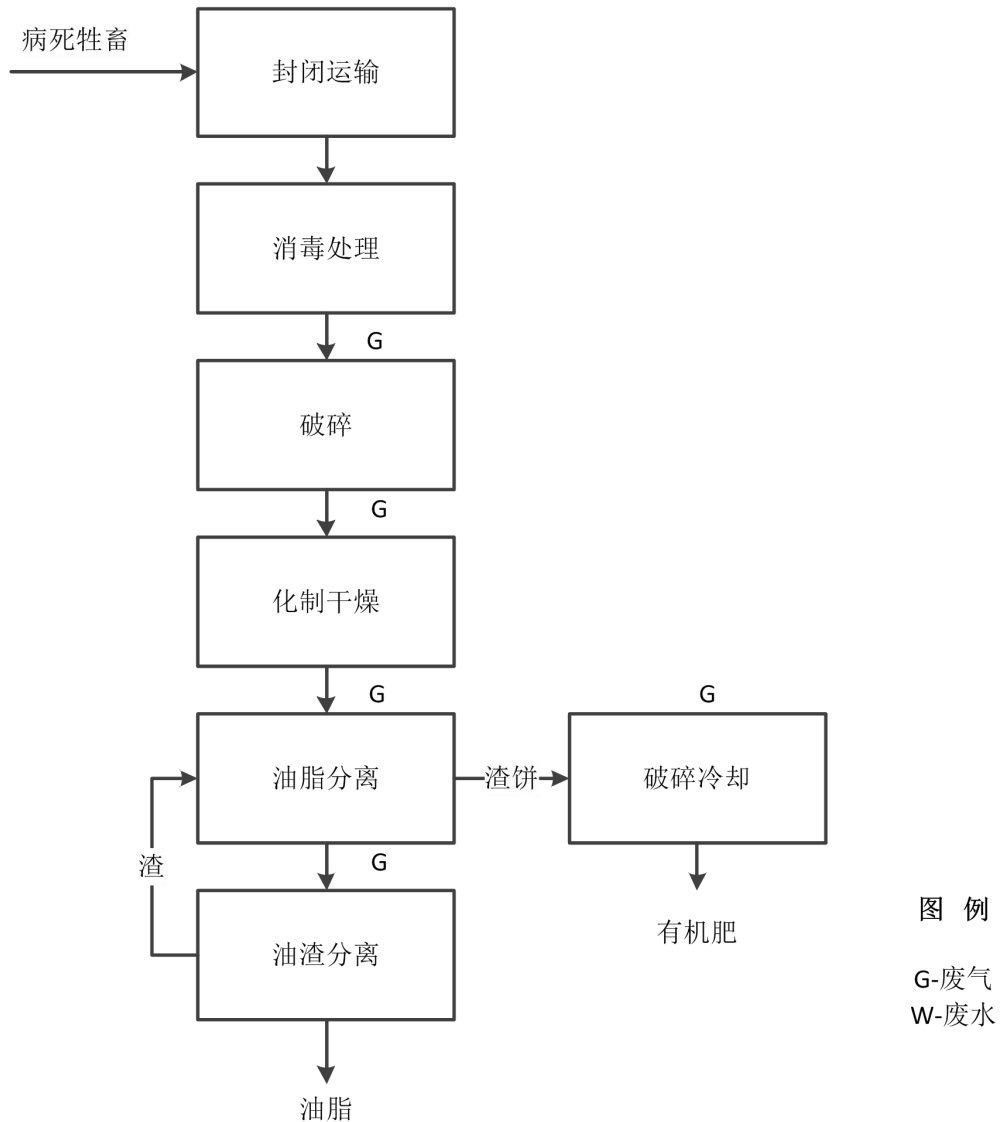 病死牲畜
封闭运输
消毒处理
G
破碎
G
化制干燥
G
G
油脂分离
渣饼
破碎冷却
G
渣
油渣分离
有机肥
油脂
图 例
G-废气
W-废水